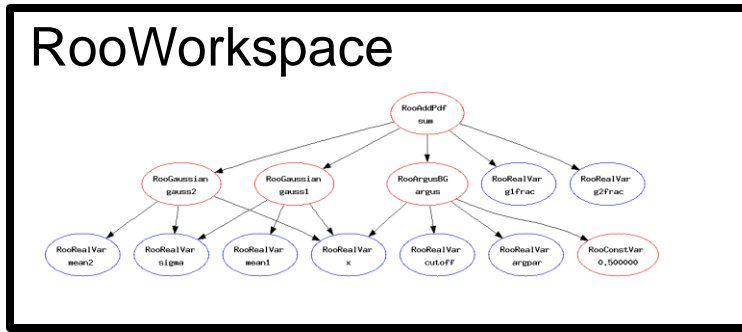 RooWorkspace
RooAddPdf
sum
RooGaussian
gauss2
RooGaussian
gauss1
RooArgusBG
argus
RooRealVar
g1frac
RooRealVar
g2frac
RooRealVar
mean2
RooRealVar
sigma
RooRealVar
mean1
RooRealVar
x
RooRealVar
cutoff
RooRealVar
argpar
RooConstVar
0.500000